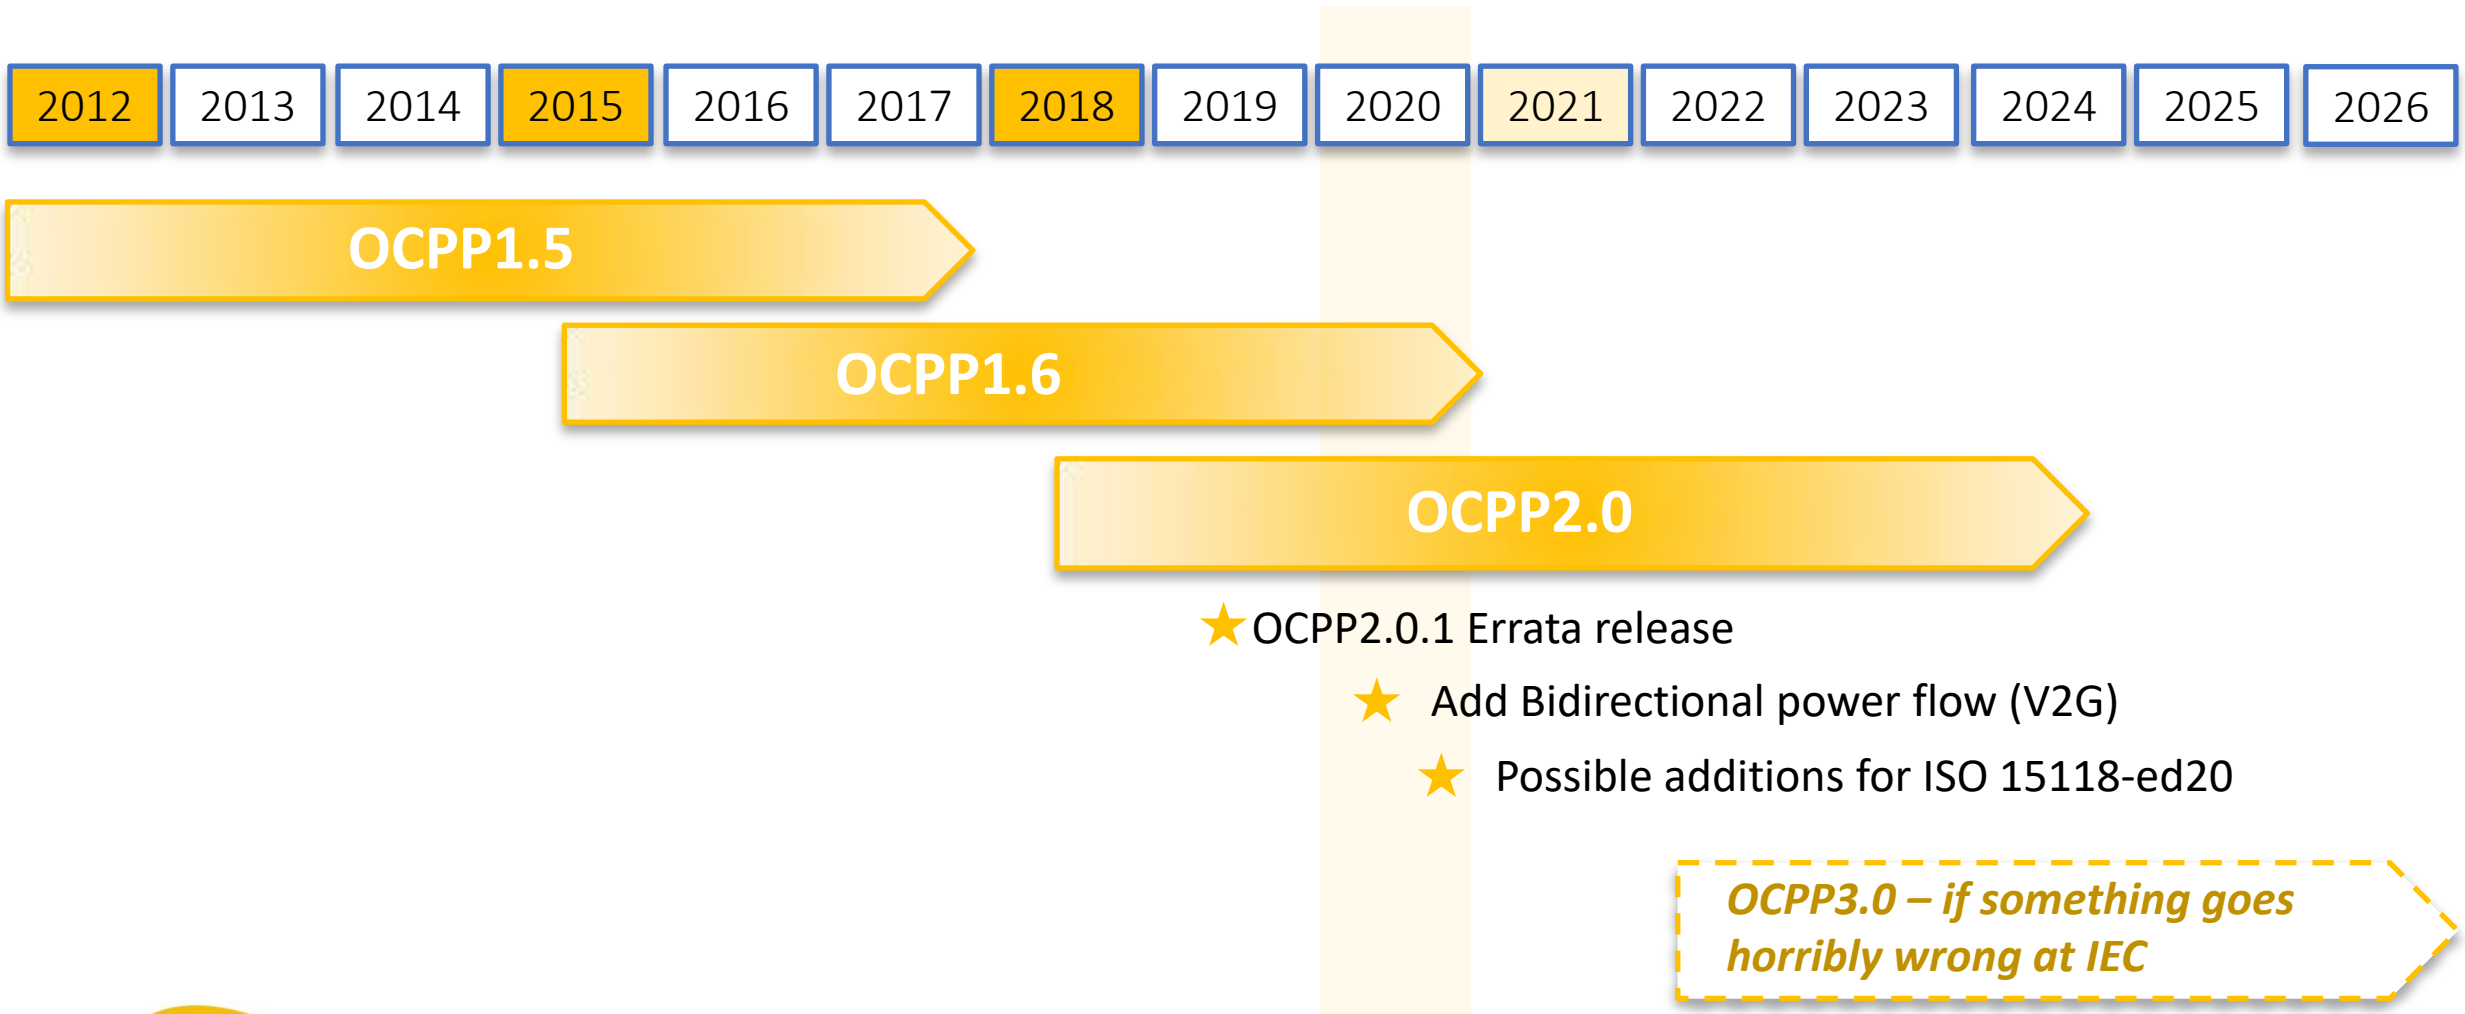 2012 2013 2014 2015 2016 2017 2018 2019 2020 2021 2022 2023 2024 2025 2026
OCPP1.5
OCPP1.6
OCPP2.0
OCPP2.0.1 Errata release
Add Bidirectional power flow (V2G)
Possible additions for ISO 15118-ed20
OCPP3.0 – if something goes
horribly wrong at IEC